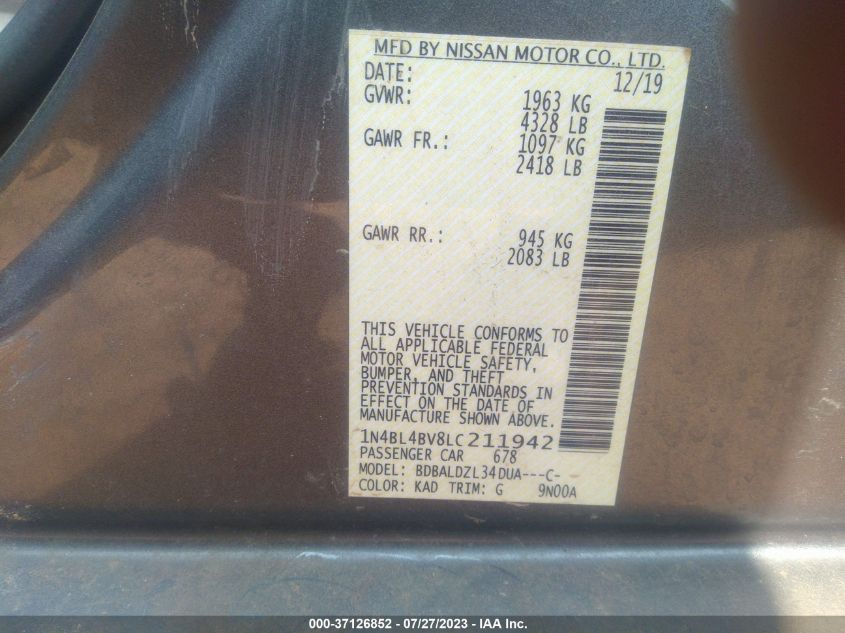 MFD BY NISSAN MOTOR CO., LTD.
DATE: 12/19
GVWR: 1963 KG
4328 LB
GAWR FR.: 1097 KG
2418 LB
GAWR RR.: 945 KG
2083 LB
THIS VEHICLE CONFORMS TO
ALL APPLICABLE FEDERAL
MOTOR VEHICLE SAFETY,
BUMPER, AND THEFT
PREVENTION STANDARDS IN
EFFECT ON THE DATE OF
MANUFACTURE SHOWN ABOVE.
1N4BL4BV8LC211942
PASSENGER CAR 678
MODEL: BDBALDZL34DUA---C-
COLOR: KAD TRIM: G 9N00A
000-37126852 - 07/27/2023 - IAA Inc.